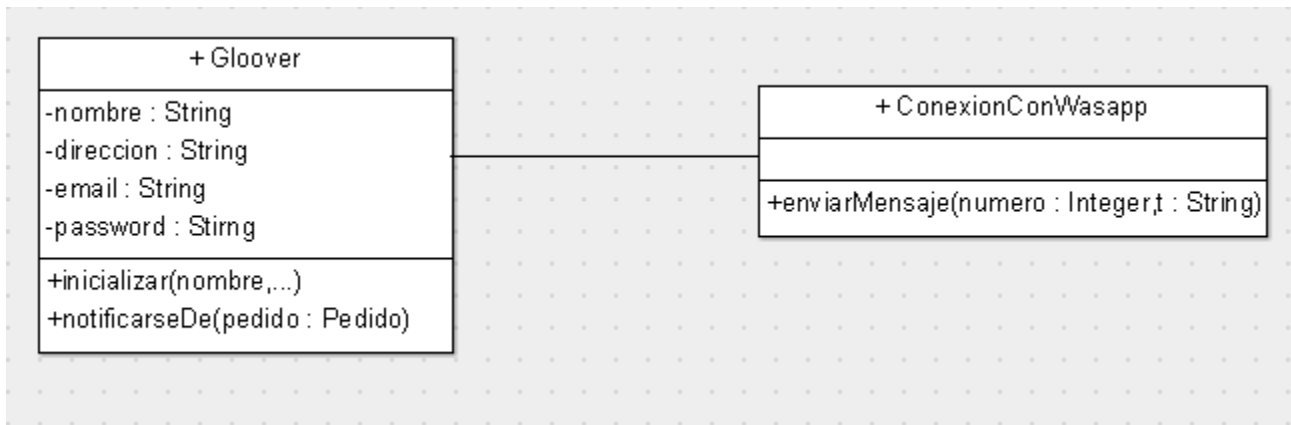 + Gloover
-nombre : String
-direccion : String
-email : String
-password : Stirng
+inicializar(nombre,...)
+notificarseDe(pedido : Pedido)
+ ConexionConWasapp
+enviarMensaje(numero : Integer,t : String)